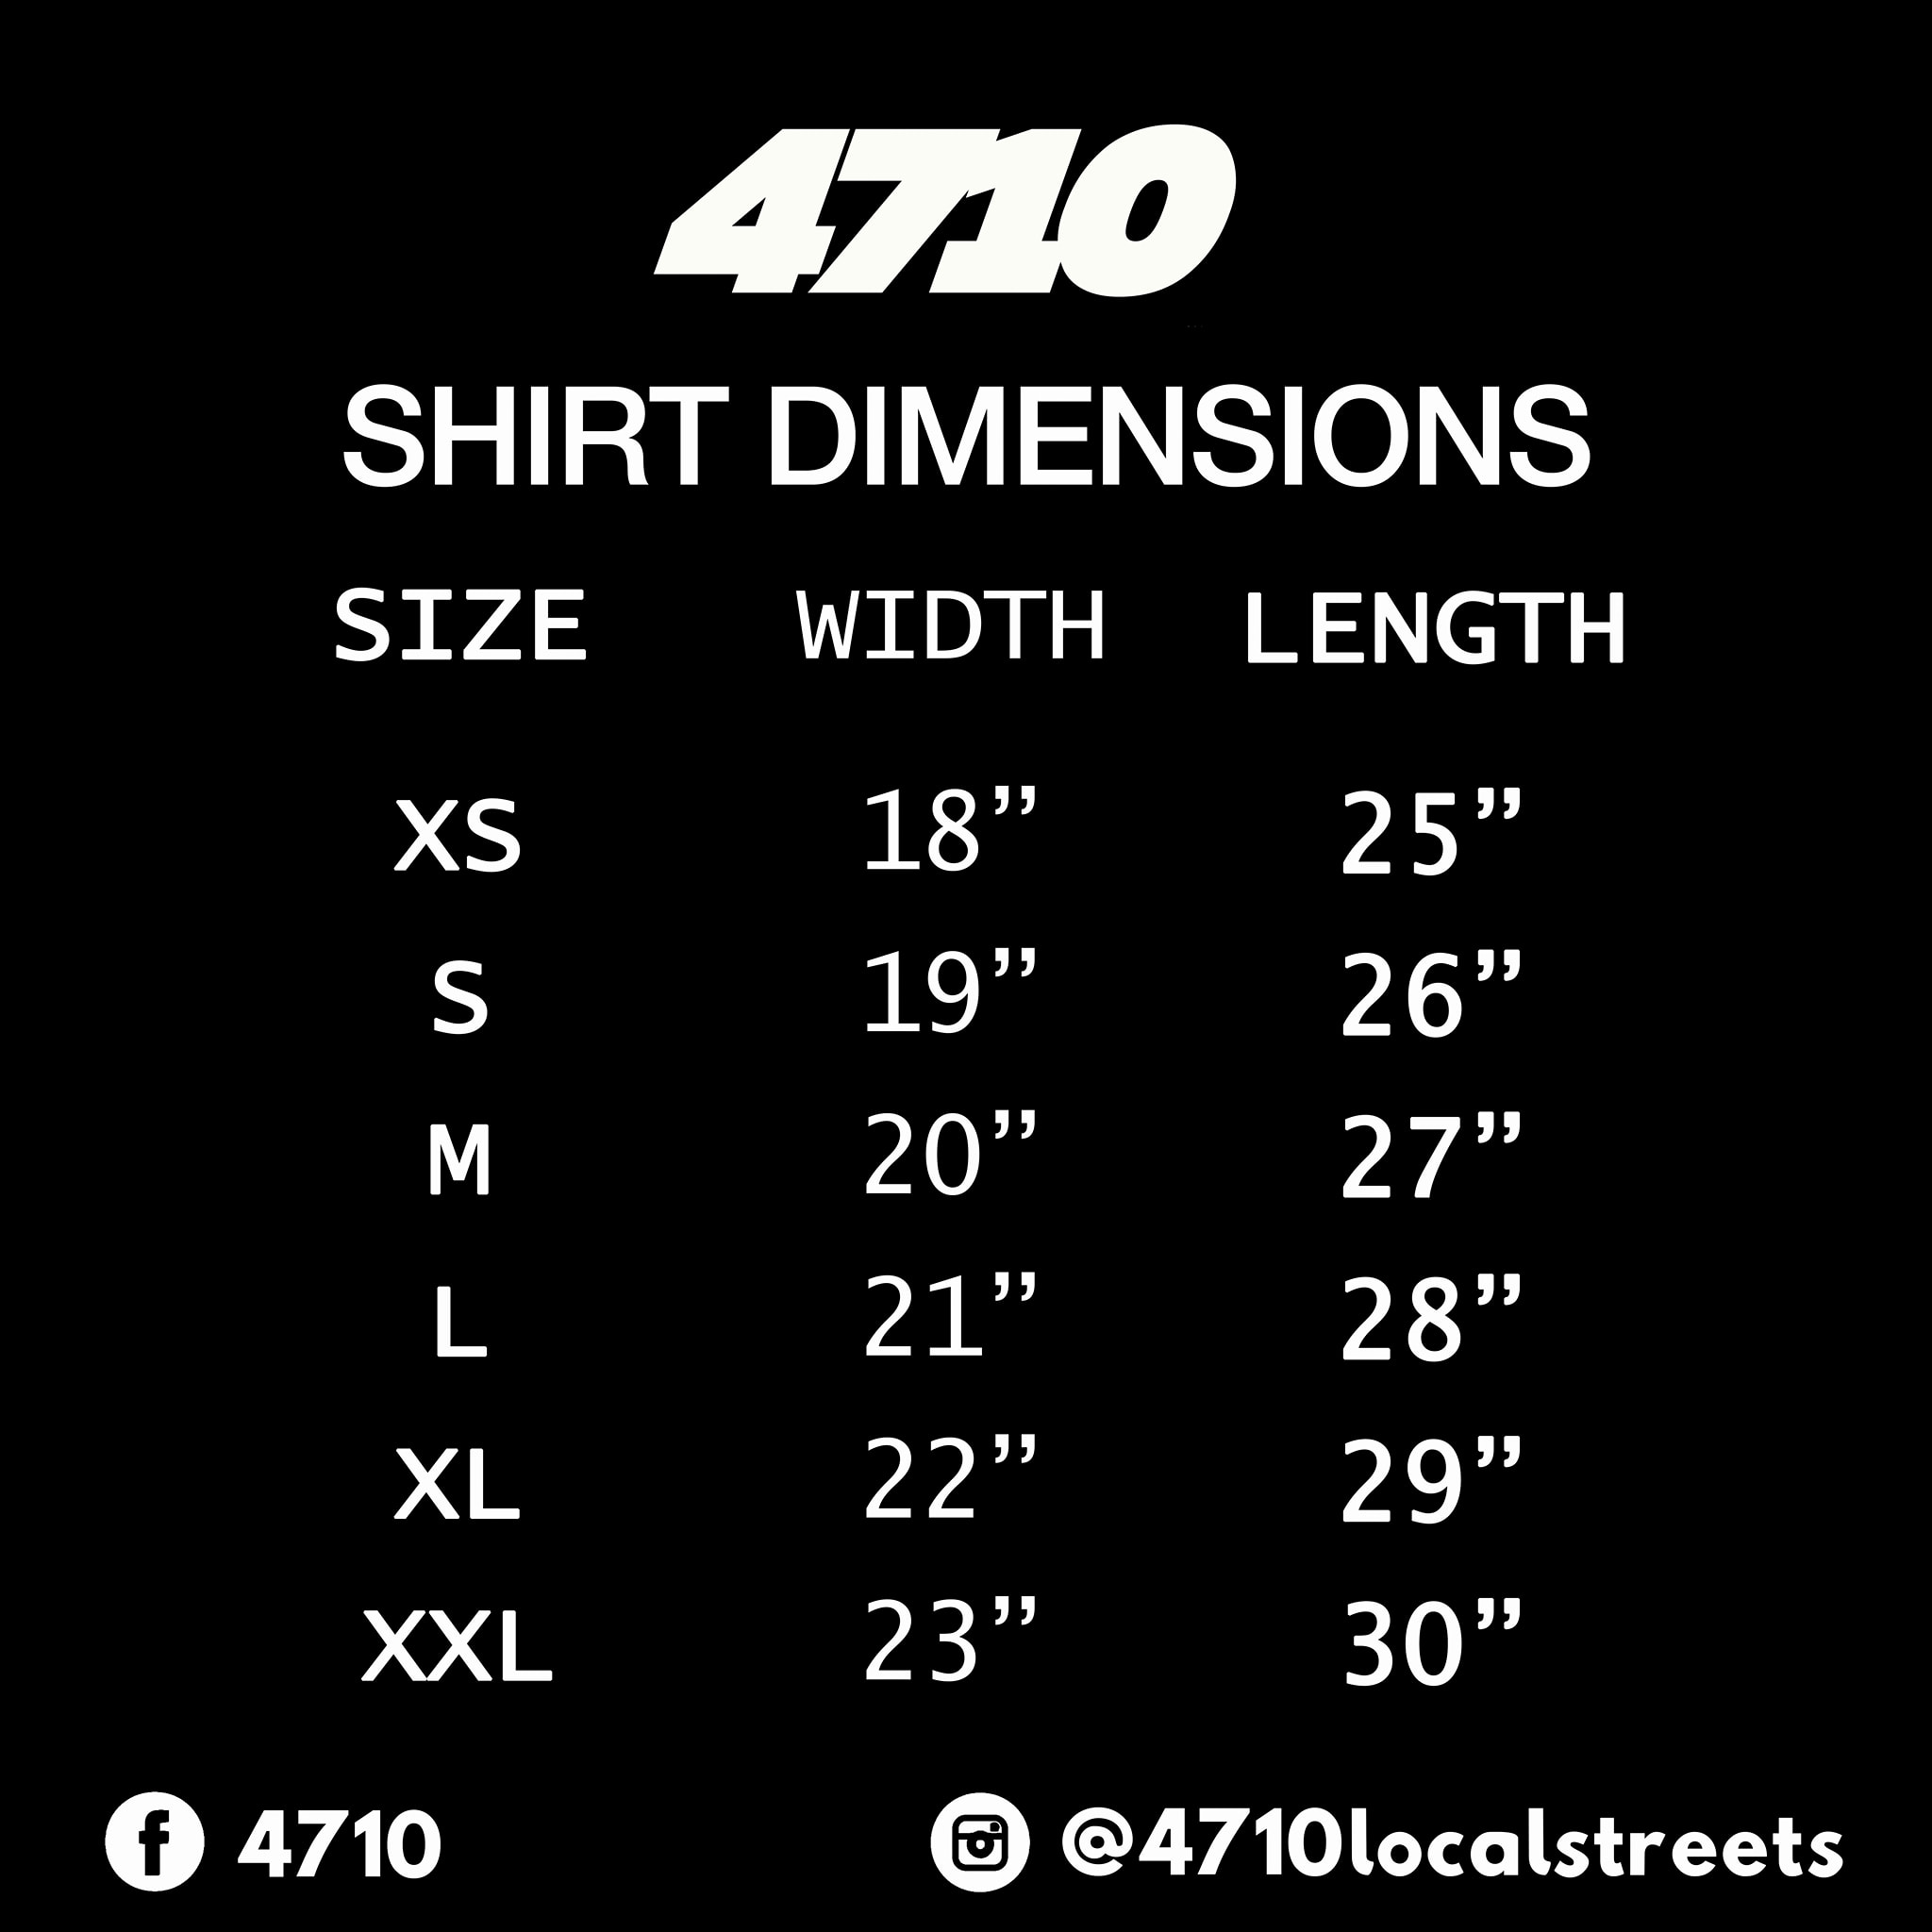 4710
SHIRT DIMENSIONS
SIZE WIDTH LENGTH
XS 18” 25”
S 19” 26”
M 20” 27”
L 21” 28”
XL 22” 29”
XXL 23” 30”
4710 @4710localstreets